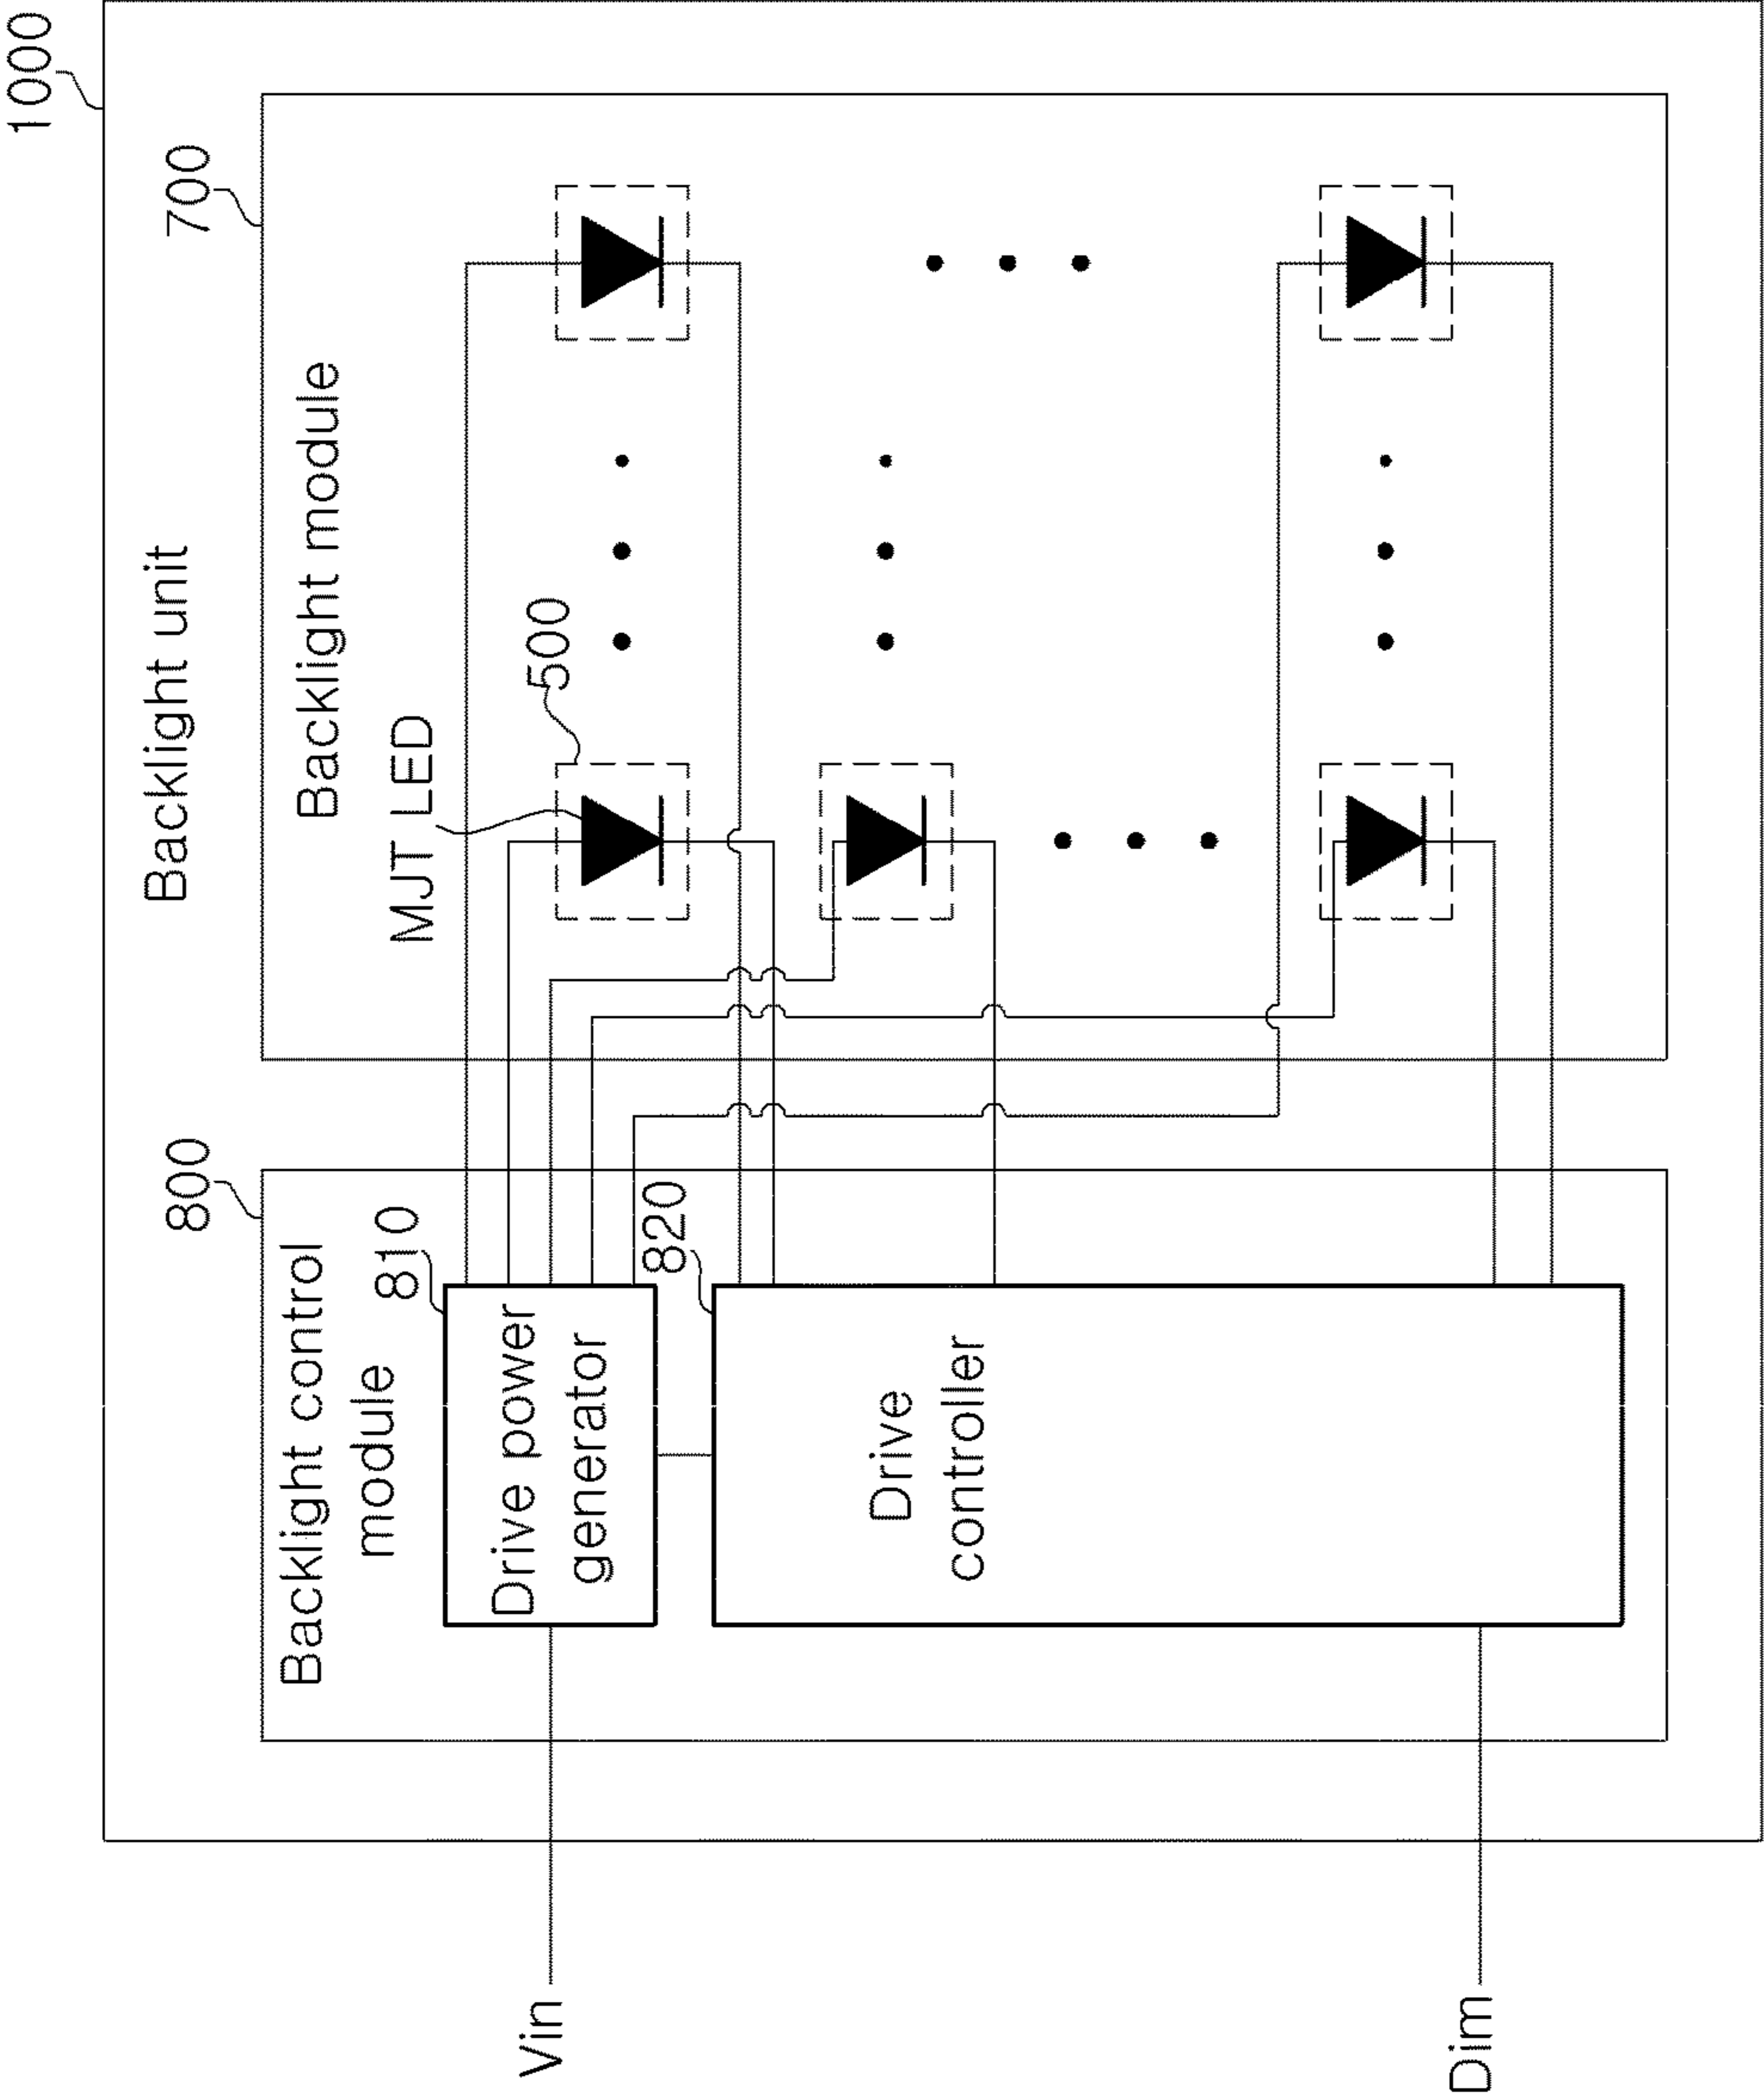 1000
Backlight unit
800
700
Backlight control
module
Backlight module
810
MJT LED
500
Vin
Drive power
generator
820
Drive
controller
Dim